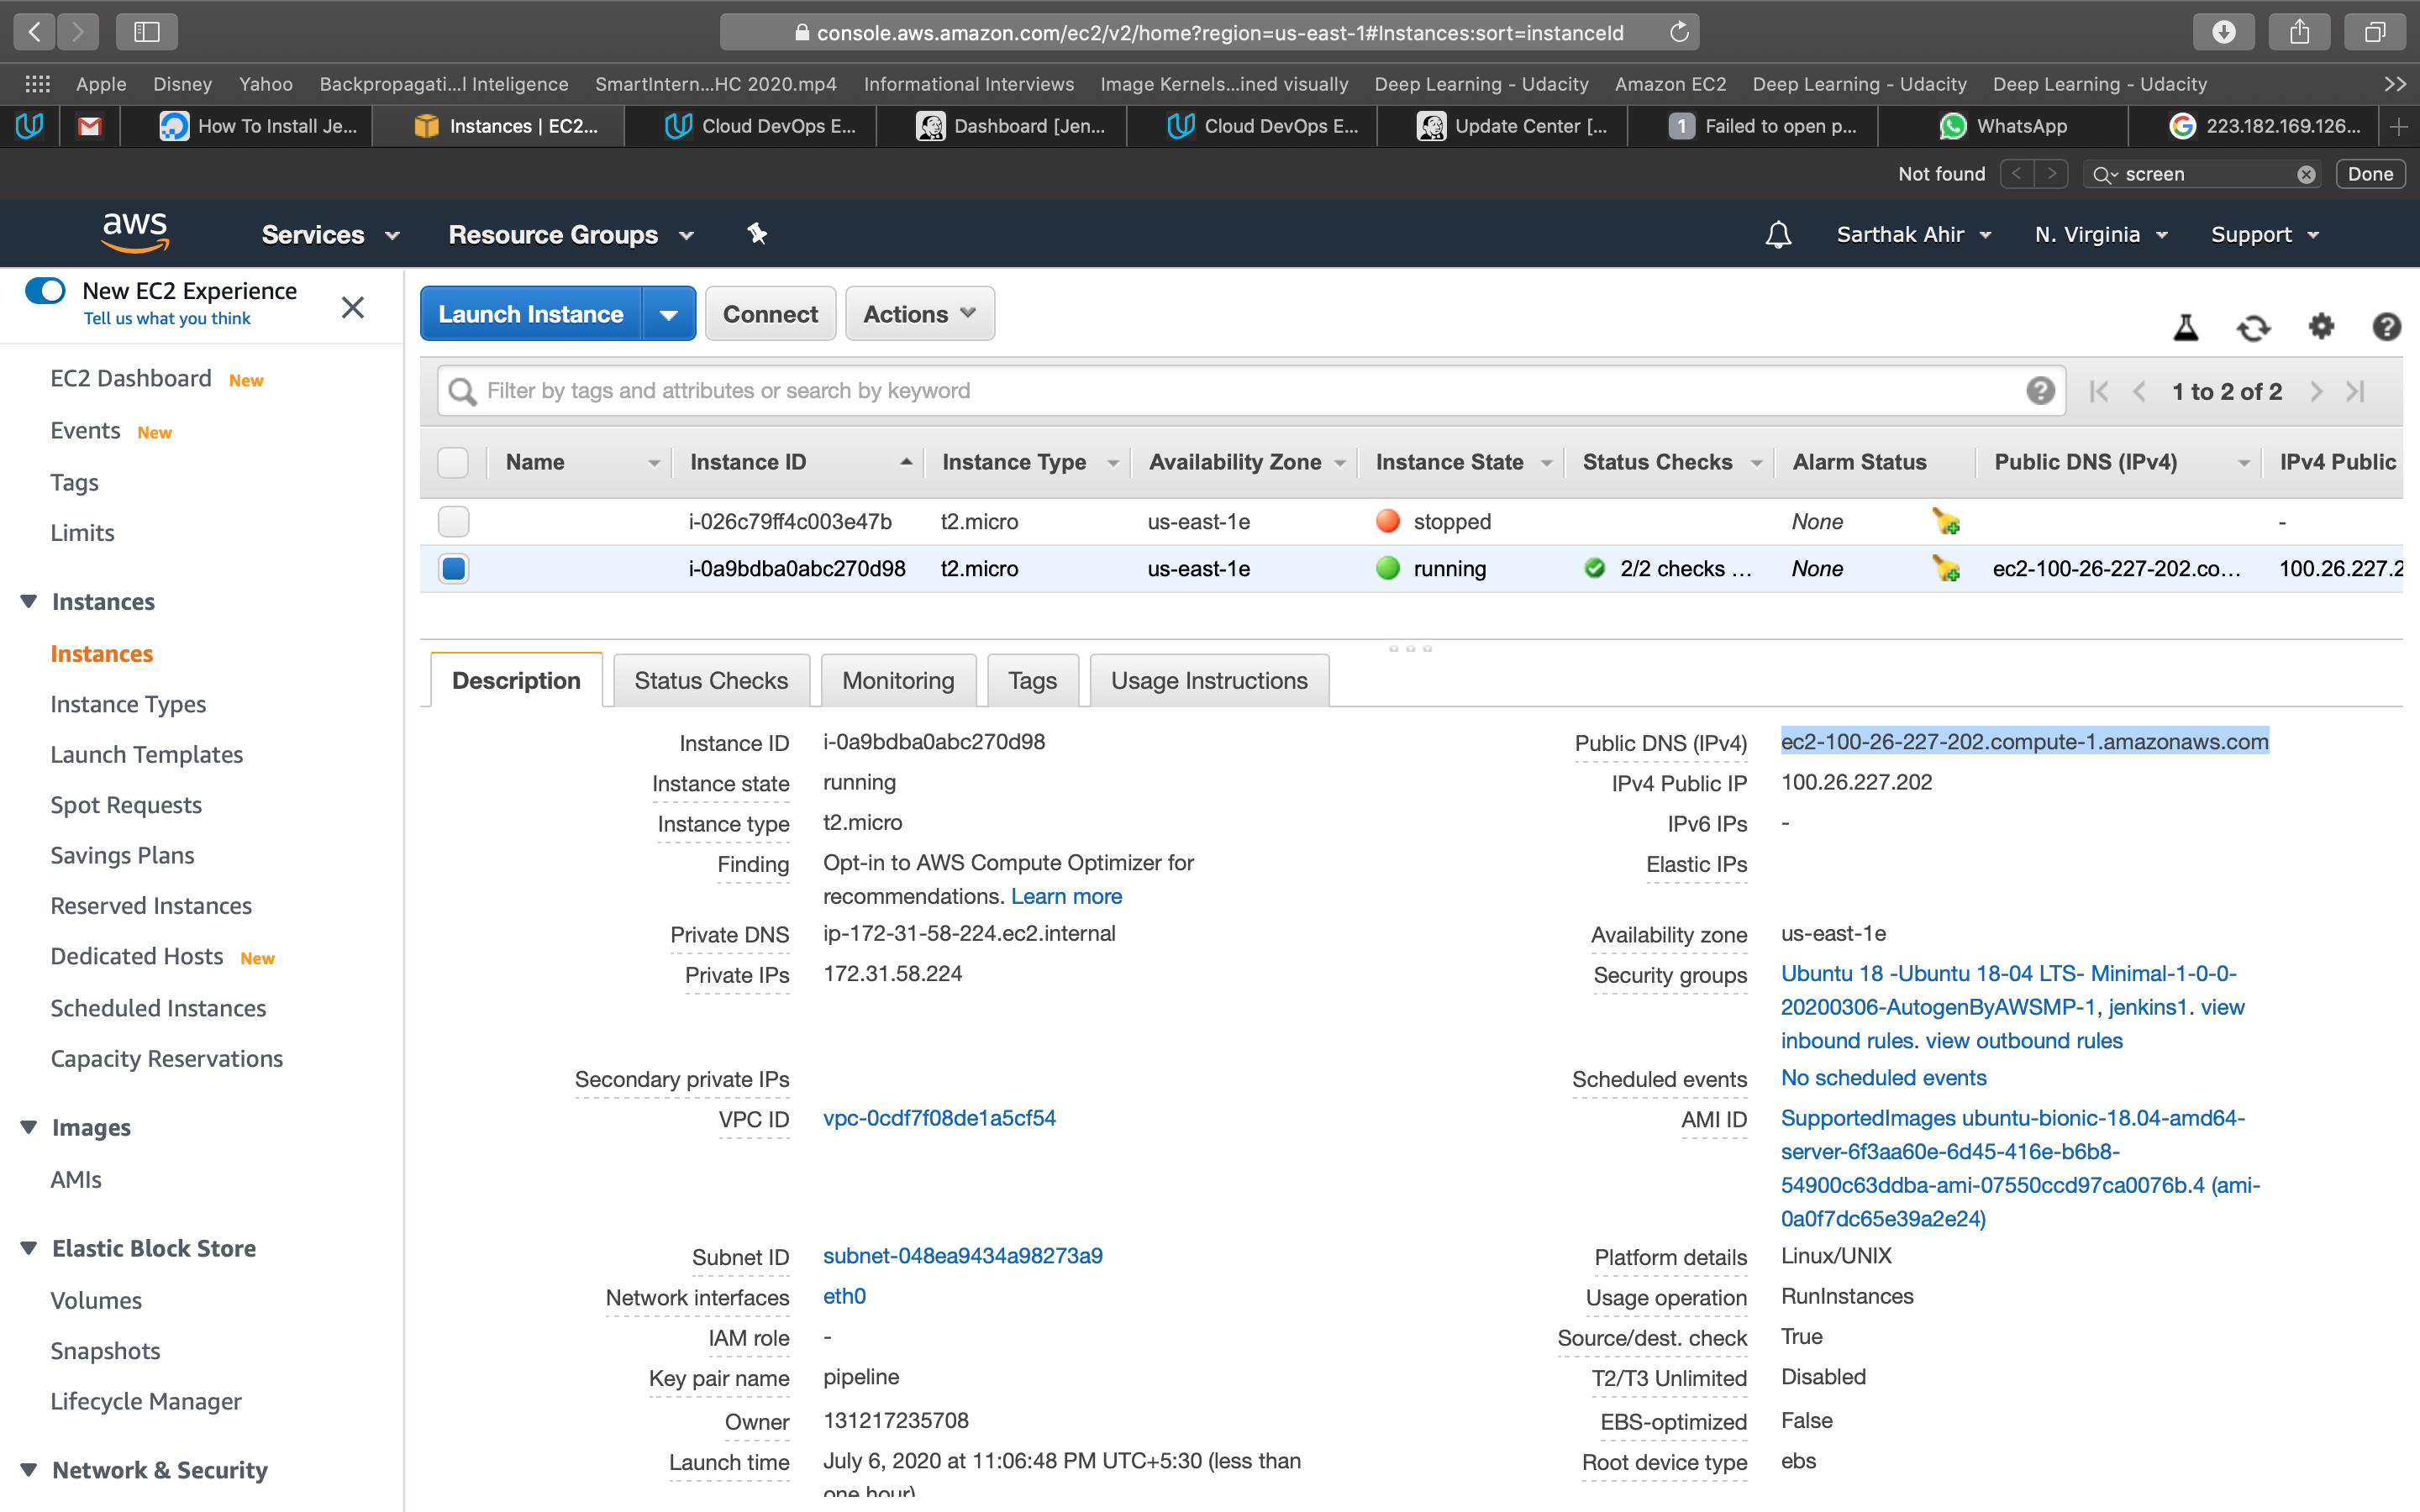 console.aws.amazon.com/ec2/v2/home?region=us-east-1#Instances:sort=instanceId
Apple Disney Yahoo Backpropagati...l Inteligence SmartIntern...HC 2020.mp4 Informational Interviews Image Kernels...ined visually Deep Learning - Udacity Amazon EC2 Deep Learning - Udacity Deep Learning - Udacity
How To Install Je... Instances | EC2... Cloud DevOps E... Dashboard [Jen... Cloud DevOps E... Update Center [... 1 Failed to open p... WhatsApp 223.182.169.126...
Not found screen Done
aws Services Resource Groups Sarthak Ahir N. Virginia Support
New EC2 Experience
Tell us what you think
EC2 Dashboard New
Events New
Tags
Limits
Instances
Instances
Instance Types
Launch Templates
Spot Requests
Savings Plans
Reserved Instances
Dedicated Hosts New
Scheduled Instances
Capacity Reservations
Images
AMIs
Elastic Block Store
Volumes
Snapshots
Lifecycle Manager
Network & Security
Launch Instance Connect Actions
Filter by tags and attributes or search by keyword 1 to 2 of 2
Name Instance ID Instance Type Availability Zone Instance State Status Checks Alarm Status Public DNS (IPv4) IPv4 Public
i-026c79ff4c003e47b t2.micro us-east-1e stopped None -
i-0a9bdba0abc270d98 t2.micro us-east-1e running 2/2 checks ... None ec2-100-26-227-202.co... 100.26.227.2
Description Status Checks Monitoring Tags Usage Instructions
Instance ID i-0a9bdba0abc270d98
Instance state running
Instance type t2.micro
Finding Opt-in to AWS Compute Optimizer for
recommendations. Learn more
Private DNS ip-172-31-58-224.ec2.internal
Private IPs 172.31.58.224
Secondary private IPs
VPC ID vpc-0cdf7f08de1a5cf54
Subnet ID subnet-048ea9434a98273a9
Network interfaces eth0
IAM role -
Key pair name pipeline
Owner 131217235708
Launch time July 6, 2020 at 11:06:48 PM UTC+5:30 (less than
one hour)
Public DNS (IPv4) ec2-100-26-227-202.compute-1.amazonaws.com
IPv4 Public IP 100.26.227.202
IPv6 IPs -
Elastic IPs
Availability zone us-east-1e
Security groups Ubuntu 18 -Ubuntu 18-04 LTS- Minimal-1-0-0-
20200306-AutogenByAWSMP-1, jenkins1. view
inbound rules. view outbound rules
Scheduled events No scheduled events
AMI ID SupportedImages ubuntu-bionic-18.04-amd64-
server-6f3aa60e-6d45-416e-b6b8-
54900c63ddba-ami-07550ccd97ca0076b.4 (ami-
0a0f7dc65e39a2e24)
Platform details Linux/UNIX
Usage operation RunInstances
Source/dest. check True
T2/T3 Unlimited Disabled
EBS-optimized False
Root device type ebs